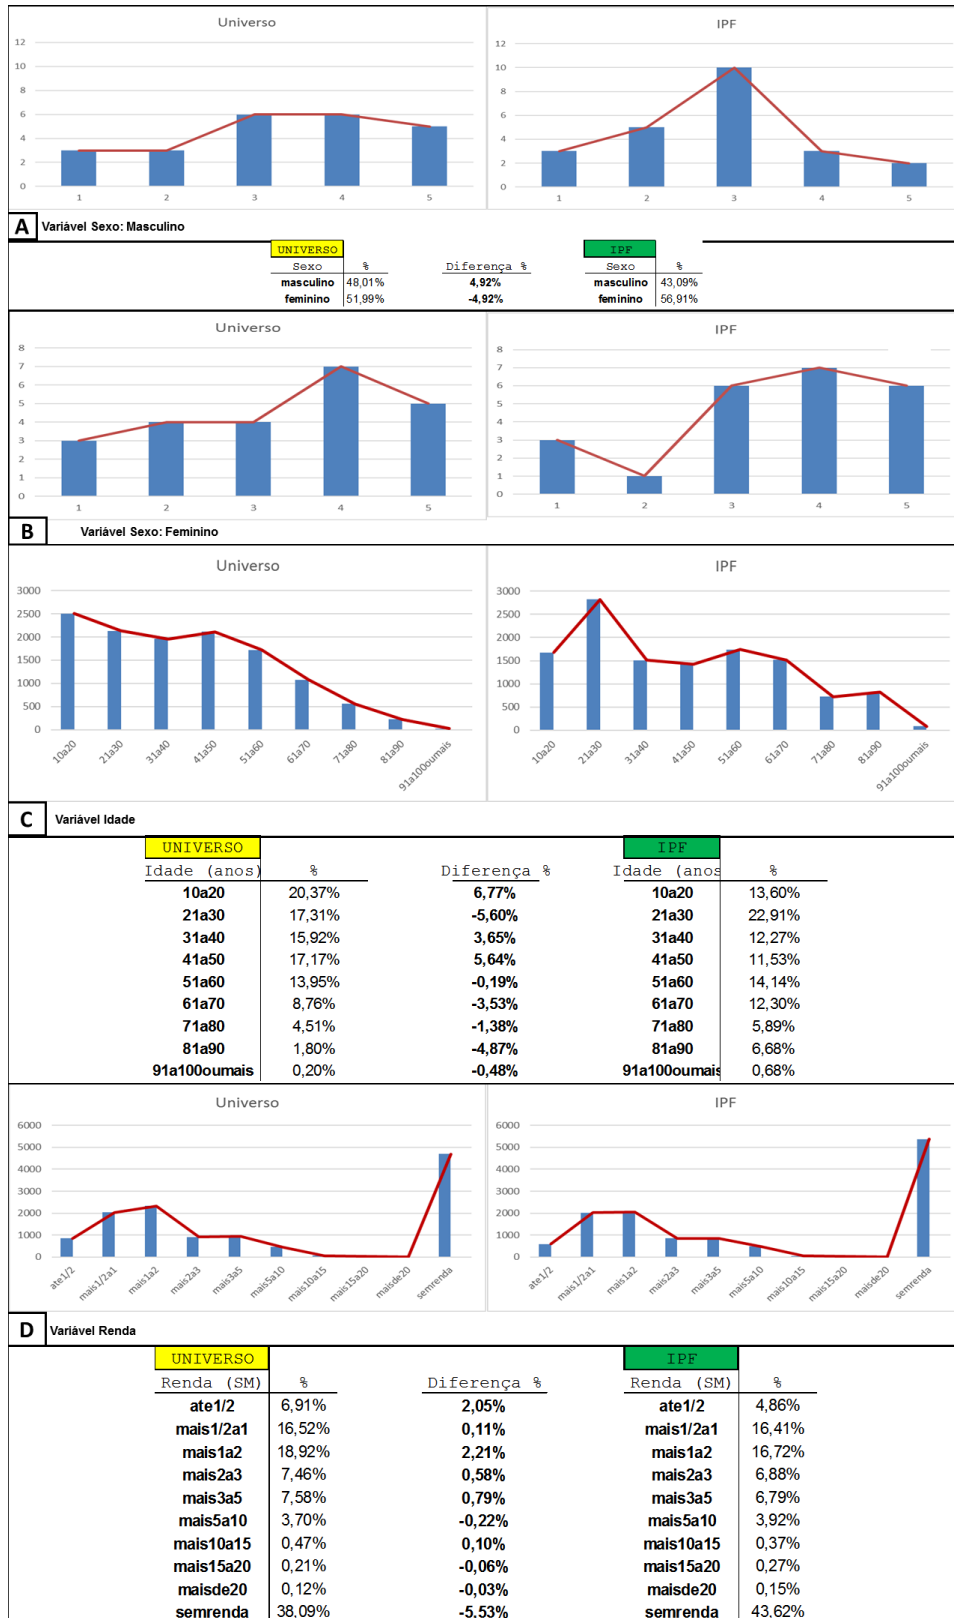 Universo IPF
12 12
10 10
8 8
6 6
4 4
2 2
0 0
1 2 3 4 5 1 2 3 4 5
A Variável Sexo: Masculino
UNIVERSO IPF
Sexo % Diferença % Sexo %
masculino 48,01% 4,92% masculino 43,09%
feminino 51,99% -4,92% feminino 56,91%
Universo IPF
8 8
7 7
6 6
5 5
4 4
3 3
2 2
1 1
0 0
1 2 3 4 5 1 2 3 4 5
B Variável Sexo: Feminino
Universo IPF
3000 3000
2500 2500
2000 2000
1500 1500
1000 1000
500 500
0 0
10a20 21a30 31a40 41a50 51a60 61a70 71a80 81a90 91a100oumais 10a20 21a30 31a40 41a50 51a60 61a70 71a80 81a90 91a100oumais
C Variável Idade
UNIVERSO IPF
Idade (anos) % Diferença % Idade (anos %
10a20 20,37% 6,77% 10a20 13,60%
21a30 17,31% -5,60% 21a30 22,91%
31a40 15,92% 3,65% 31a40 12,27%
41a50 17,17% 5,64% 41a50 11,53%
51a60 13,95% -0,19% 51a60 14,14%
61a70 8,76% -3,53% 61a70 12,30%
71a80 4,51% -1,38% 71a80 5,89%
81a90 1,80% -4,87% 81a90 6,68%
91a100oumais 0,20% -0,48% 91a100oumais 0,68%
Universo IPF
6000 6000
5000 5000
4000 4000
3000 3000
2000 2000
1000 1000
0 0
ate1/2 mais1/2a1 mais1a2 mais2a3 mais3a5 mais5a10 mais10a15 mais15a20 maisde20 semrenda ate1/2 mais1/2a1 mais1a2 mais2a3 mais3a5 mais5a10 mais10a15 mais15a20 maisde20 semrenda
D Variável Renda
UNIVERSO IPF
Renda (SM) % Diferença % Renda (SM) %
ate1/2 6,91% 2,05% ate1/2 4,86%
mais1/2a1 16,52% 0,11% mais1/2a1 16,41%
mais1a2 18,92% 2,21% mais1a2 16,72%
mais2a3 7,46% 0,58% mais2a3 6,88%
mais3a5 7,58% 0,79% mais3a5 6,79%
mais5a10 3,70% -0,22% mais5a10 3,92%
mais10a15 0,47% 0,10% mais10a15 0,37%
mais15a20 0,21% -0,06% mais15a20 0,27%
maisde20 0,12% -0,03% maisde20 0,15%
semrenda 38,09% -5,53% semrenda 43,62%